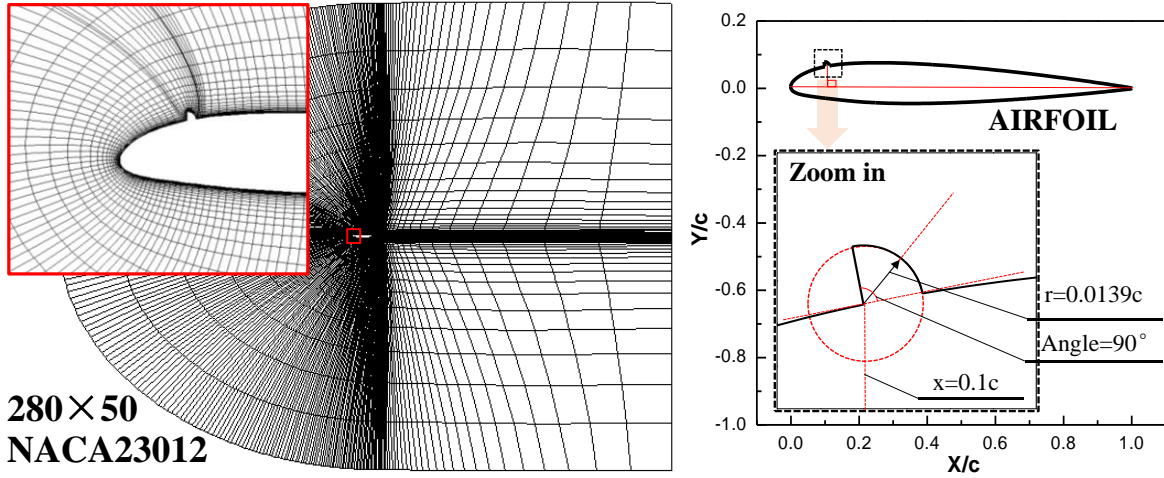 280×50
NACA23012
0.2
0.0
-0.2
-0.4
-0.6
-0.8
-1.0
Y/c
AIRFOIL
Zoom in
r=0.0139c
Angle=90°
x=0.1c
0.0 0.2 0.4 0.6 0.8 1.0
X/c